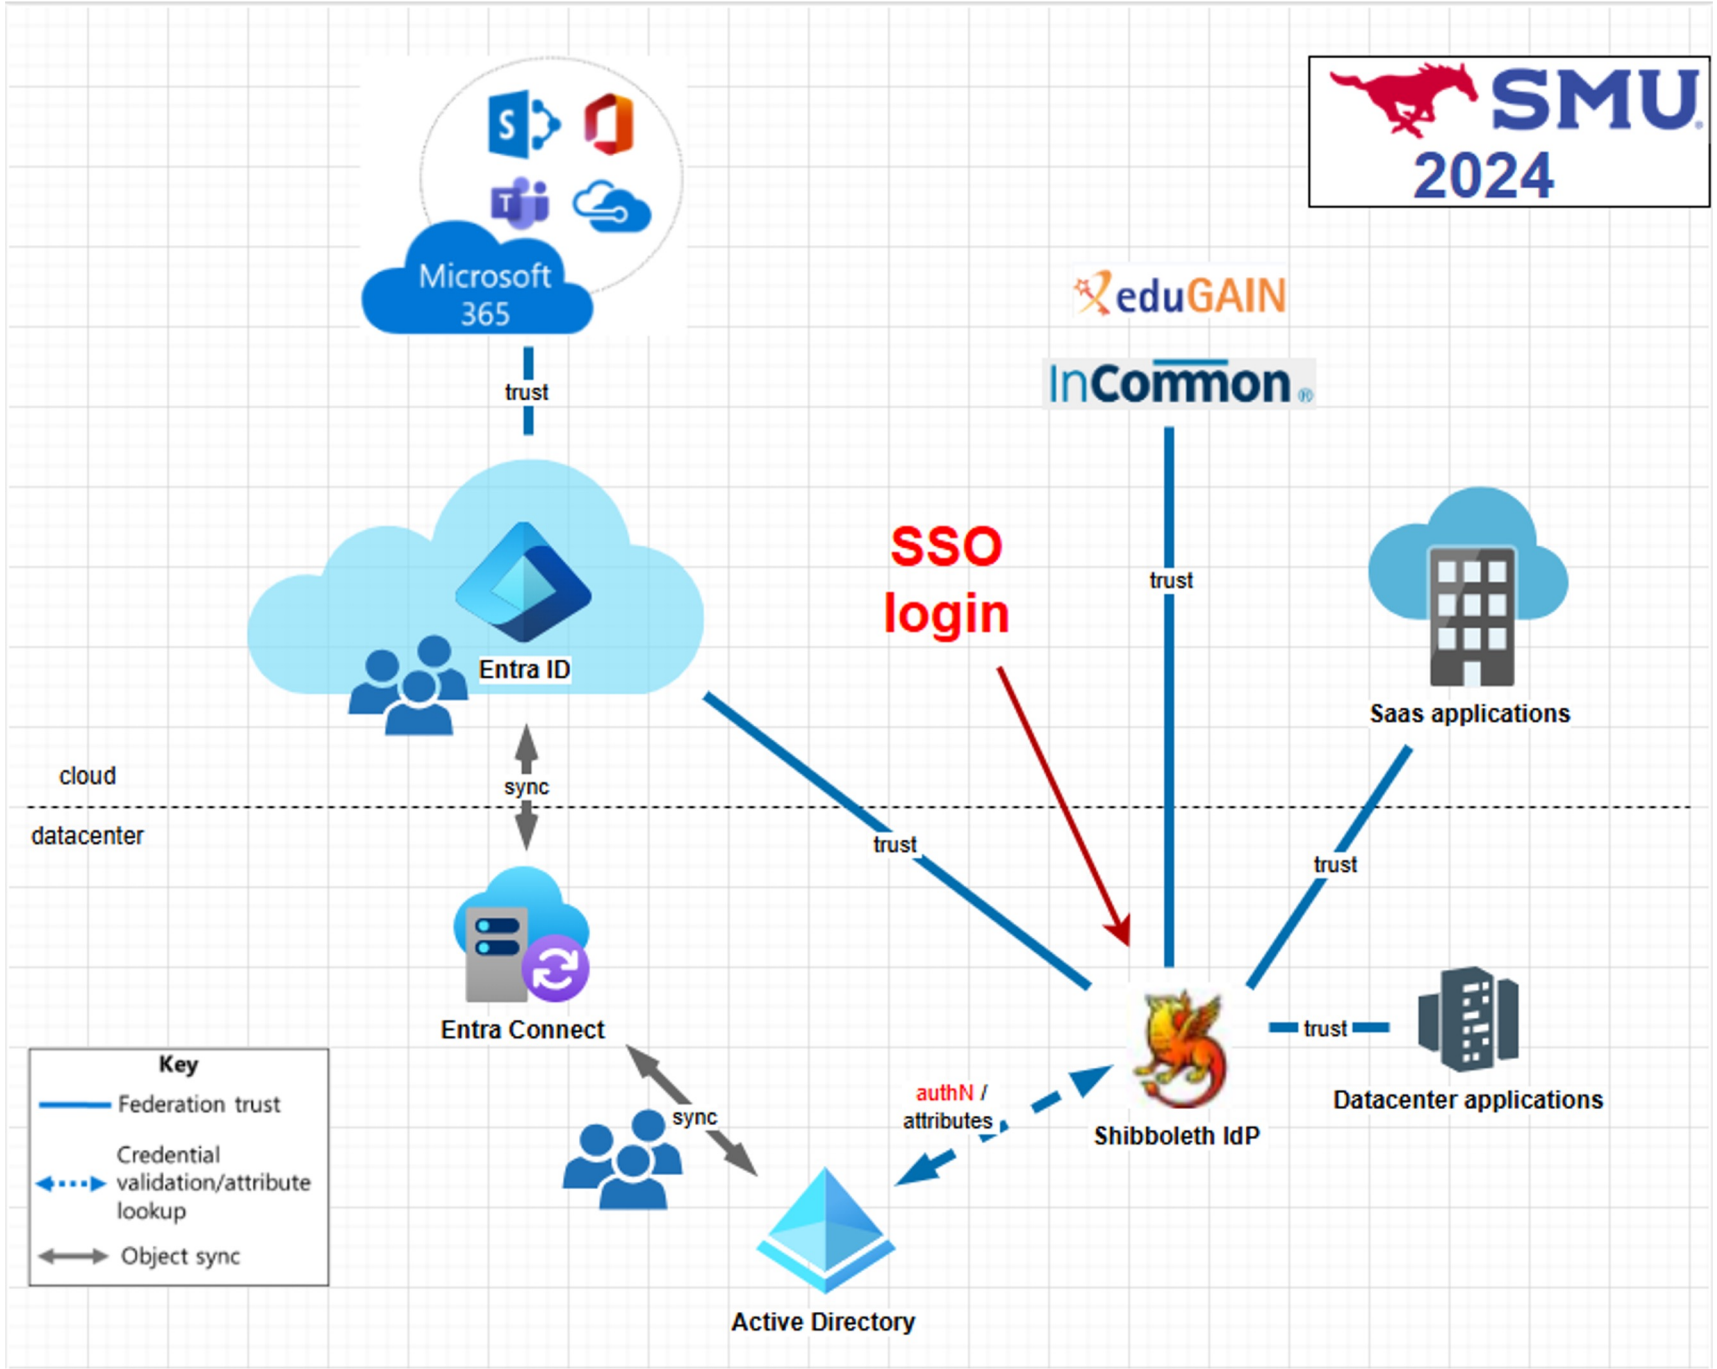 SMU
2024
S
T
Microsoft
365
eduGAIN
InCommon®
trust
SSO
login
trust
Entra ID
Saas applications
cloud
sync
datacenter
trust
trust
Entra Connect
trust
Key
Federation trust
Credential
validation/attribute
lookup
Object sync
sync
authN /
attributes
Shibboleth IdP
Datacenter applications
Active Directory